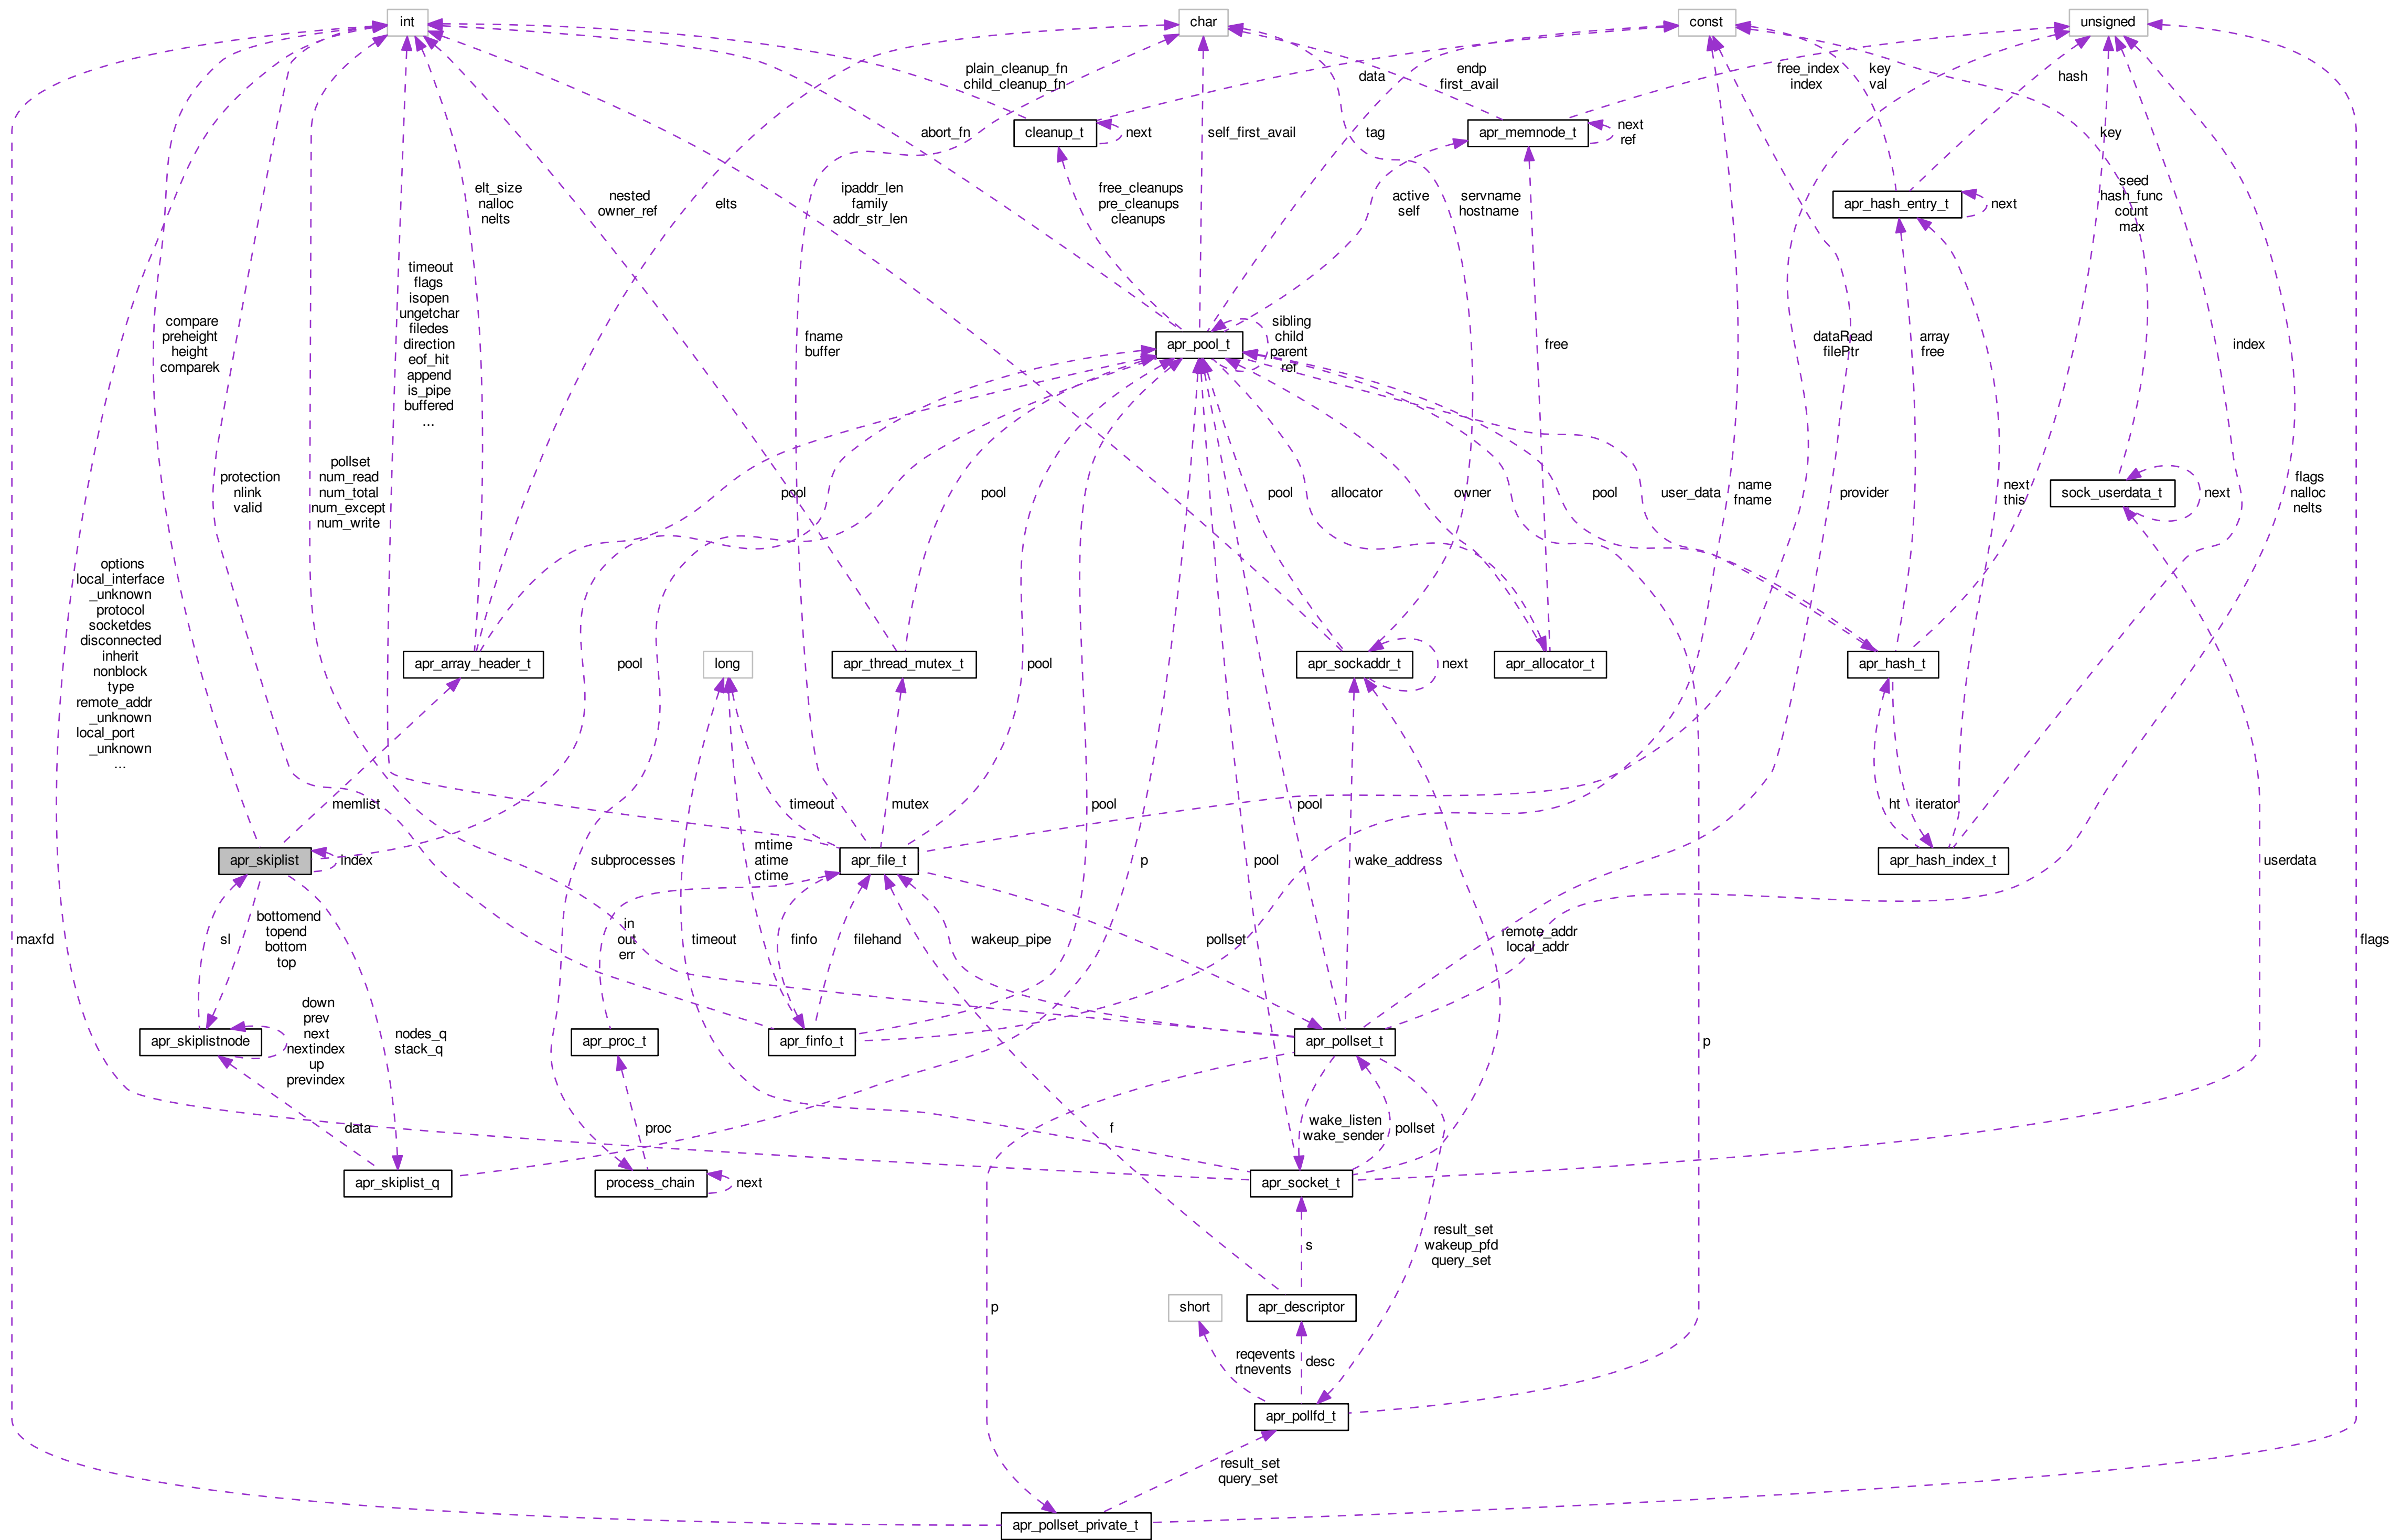 int
char
const
unsigned
plain_cleanup_fn
child_cleanup_fn
data
endp
first_avail
free_index
index
key
val
hash
abort_fn
cleanup_t
next
self_first_avail
tag
apr_memnode_t
next
ref
key
elt_size
nalloc
nelts
nested
owner_ref
elts
ipaddr_len
family
addr_str_len
free_cleanups
pre_cleanups
cleanups
active
self
servname
hostname
apr_hash_entry_t
next
seed
hash_func
count
max
timeout
flags
isopen
ungetchar
filedes
direction
eof_hit
append
is_pipe
buffered
...
compare
preheight
height
comparek
fname
buffer
apr_pool_t
sibling
child
parent
ref
free
dataRead
filePtr
array
free
index
protection
nlink
valid
pollset
num_read
num_total
num_except
num_write
pool
pool
pool
allocator
owner
pool
user_data
name
fname
provider
next
this
sock_userdata_t
next
flags
nalloc
nelts
options
local_interface
_unknown
protocol
socketdes
disconnected
inherit
nonblock
type
remote_addr
_unknown
local_port
_unknown
...
apr_array_header_t
pool
long
apr_thread_mutex_t
pool
apr_sockaddr_t
next
apr_allocator_t
apr_hash_t
memlist
timeout
mutex
pool
pool
ht
iterator
apr_skiplist
index
subprocesses
mtime
atime
ctime
apr_file_t
p
pool
wake_address
apr_hash_index_t
userdata
maxfd
sl
bottomend
topend
bottom
top
in
out
err
timeout
finfo
filehand
wakeup_pipe
pollset
remote_addr
local_addr
flags
apr_skiplistnode
down
prev
next
nextindex
up
previndex
nodes_q
stack_q
apr_proc_t
apr_finfo_t
apr_pollset_t
p
data
proc
f
wake_listen
wake_sender
pollset
apr_skiplist_q
process_chain
next
apr_socket_t
s
result_set
wakeup_pfd
query_set
p
short
apr_descriptor
reqevents
rtnevents
desc
apr_pollfd_t
result_set
query_set
apr_pollset_private_t